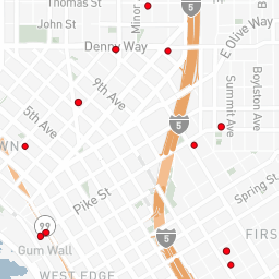 Thomas St
Minor
5
John St
Denny Way
E Olive Way
9th Ave
Summit Ave
Boylston Ave
5th Ave
5
WN
Pike St
Spring St
99
Gum Wall
5
FIRS
WEST EDGE